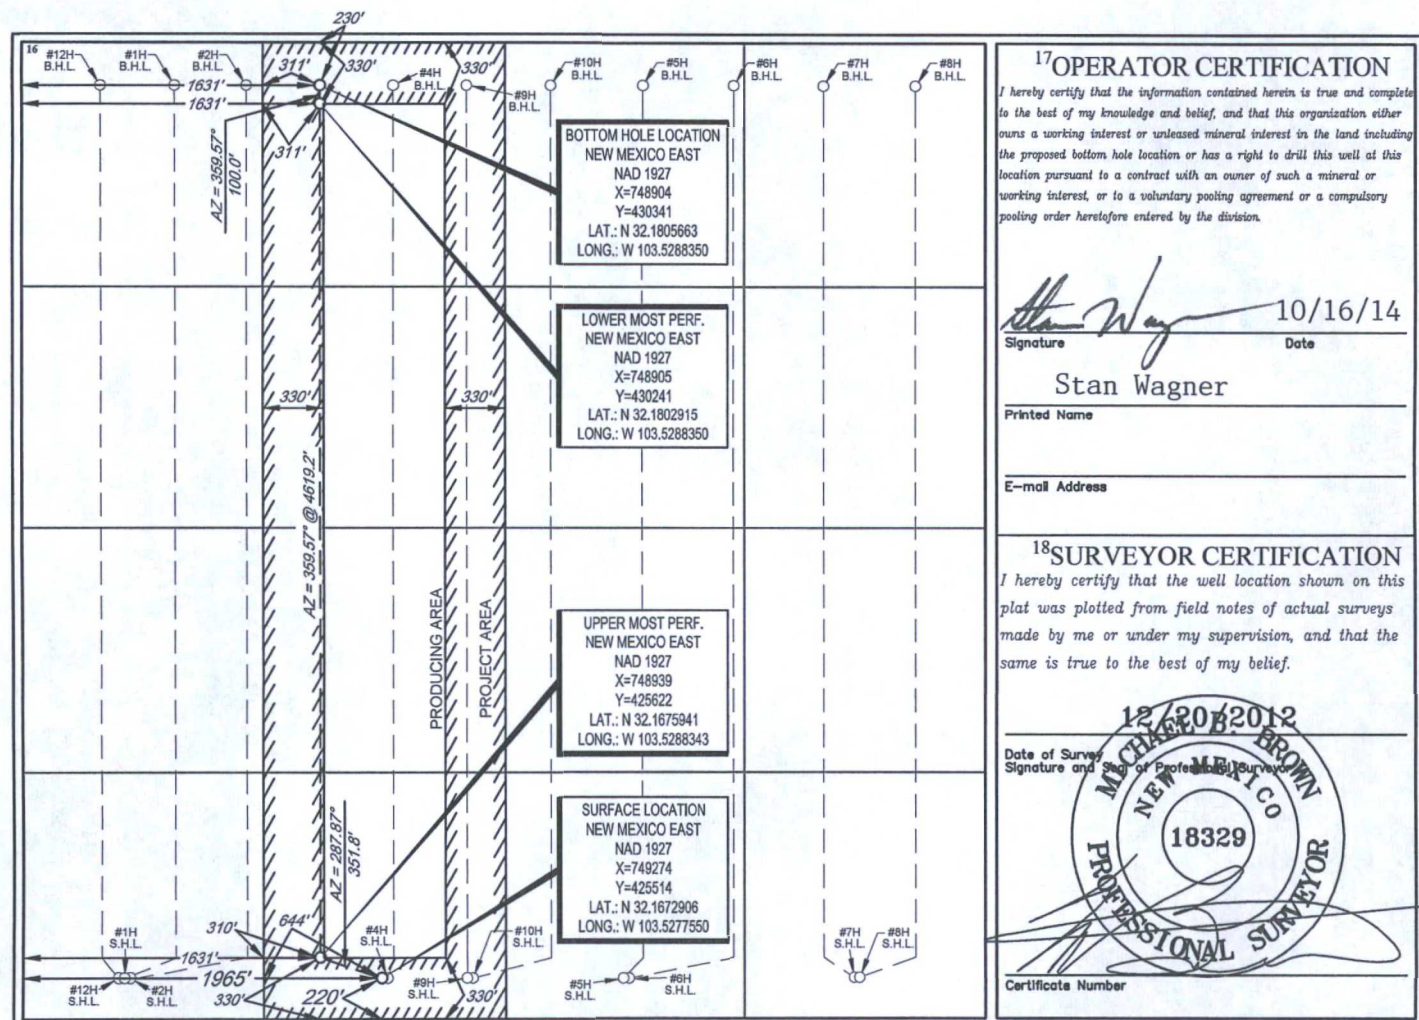 16
230'
#12H
B.H.L.
#1H
B.H.L.
#2H
B.H.L.
311'
330'
#4H
B.H.L.
330'
#9H
B.H.L.
#10H
B.H.L.
#5H
B.H.L.
#6H
B.H.L.
#7H
B.H.L.
#8H
B.H.L.
1631'
1631'
311'
AZ = 359.57°
100.0'
BOTTOM HOLE LOCATION
NEW MEXICO EAST
NAD 1927
X=748904
Y=430341
LAT.: N 32.1805663
LONG.: W 103.5288350
LOWER MOST PERF.
NEW MEXICO EAST
NAD 1927
X=748905
Y=430241
LAT.: N 32.1802915
LONG.: W 103.5288350
330'
330'
AZ = 359.57° @ 4619.2'
PRODUCING AREA
PROJECT AREA
UPPER MOST PERF.
NEW MEXICO EAST
NAD 1927
X=748939
Y=425622
LAT.: N 32.1675941
LONG.: W 103.5288343
SURFACE LOCATION
NEW MEXICO EAST
NAD 1927
X=749274
Y=425514
LAT.: N 32.1672906
LONG.: W 103.5277550
AZ = 287.87°
351.8'
644'
310'
#1H
S.H.L.
#4H
S.H.L.
#10H
S.H.L.
#7H
S.H.L.
#8H
S.H.L.
1631'
1965'
#12H
S.H.L.
#2H
S.H.L.
330'
220'
#9H
S.H.L.
330'
#5H
S.H.L.
#6H
S.H.L.
17 OPERATOR CERTIFICATION
I hereby certify that the information contained herein is true and complete
to the best of my knowledge and belief, and that this organization either
owns a working interest or unleased mineral interest in the land including
the proposed bottom hole location or has a right to drill this well at this
location pursuant to a contract with an owner of such a mineral or
working interest, or to a voluntary pooling agreement or a compulsory
pooling order heretofore entered by the division.
10/16/14
Signature Date
Stan Wagner
Printed Name
E-mail Address
18 SURVEYOR CERTIFICATION
I hereby certify that the well location shown on this
plat was plotted from field notes of actual surveys
made by me or under my supervision, and that the
same is true to the best of my belief.
12/20/2012
Date of Survey
Signature and Seal of Professional Surveyor
MICHAEL B. BROWN
NEW MEXICO
18329
PROFESSIONAL SURVEYOR
Certificate Number